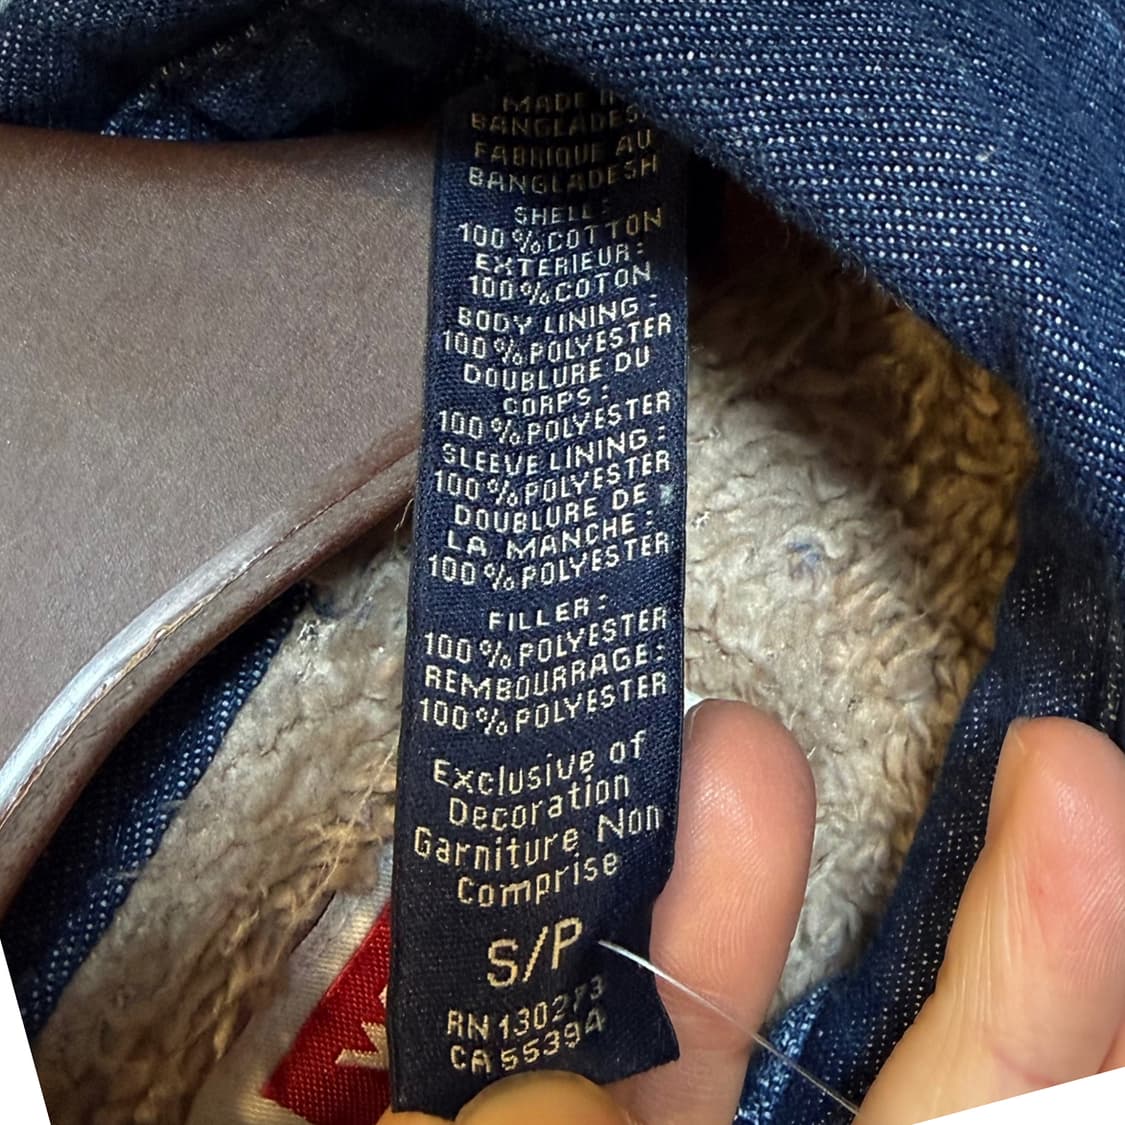 MADE IN
BANGLADES
FABRIQUE AU
BANGLADESH
SHELL :
100 % COTTON
EXTERIEUR :
100 % COTON
BODY LINING :
100 % POLYESTER
DOUBLURE DU
CORPS :
100 % POLYESTER
SLEEVE LINING :
100 % POLYESTER
DOUBLURE DE
LA MANCHE :
100 % POLYESTER
FILLER :
100 % POLYESTER
REMBOURRAGE :
100 % POLYESTER
Exclusive of
Decoration
Garniture Non
Comprise
S/P
RN 130273
CA 55394